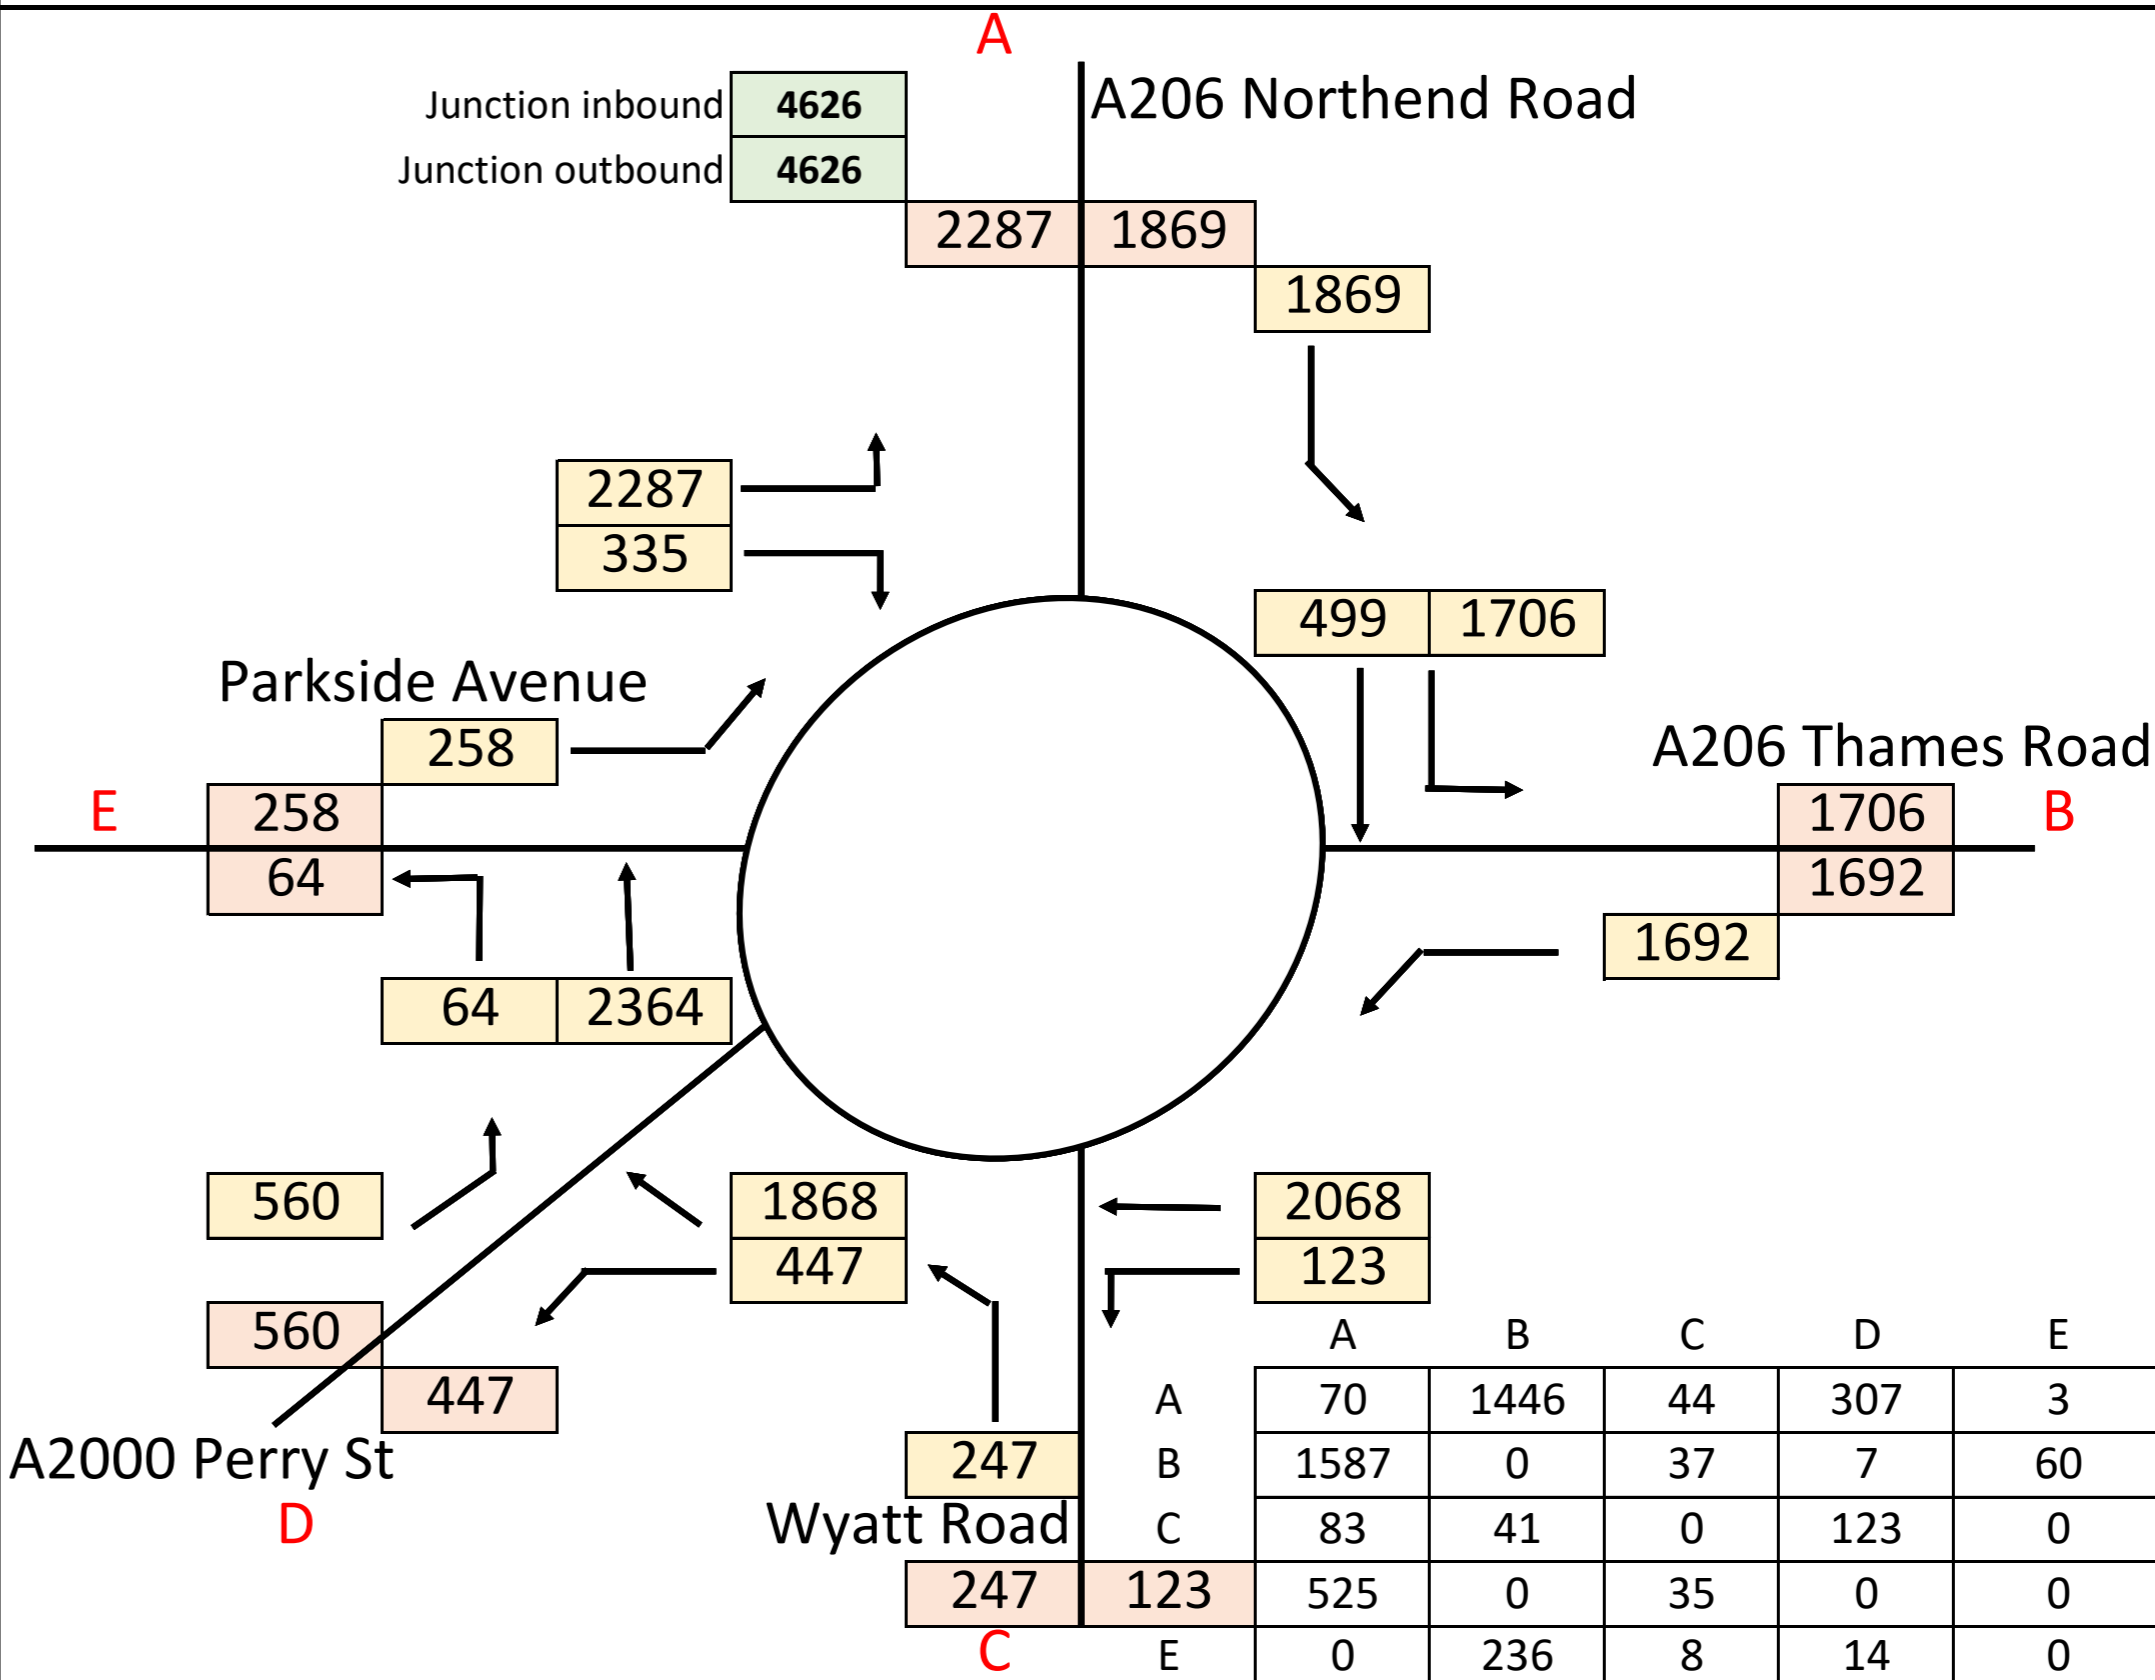 A
Junction inbound 4626 A206 Northend Road
Junction outbound 4626
2287 1869
1869
2287
335
499 1706
Parkside Avenue
258
A206 Thames Road
E 258 1706 B
64 1692
1692
64 2364
560 1868 2068
447 123
560
447
A2000 Perry St
D
247
Wyatt Road
247 123
C
A B C D E
A 70 1446 44 307 3
B 1587 0 37 7 60
C 83 41 0 123 0
525 0 35 0 0
E 0 236 8 14 0